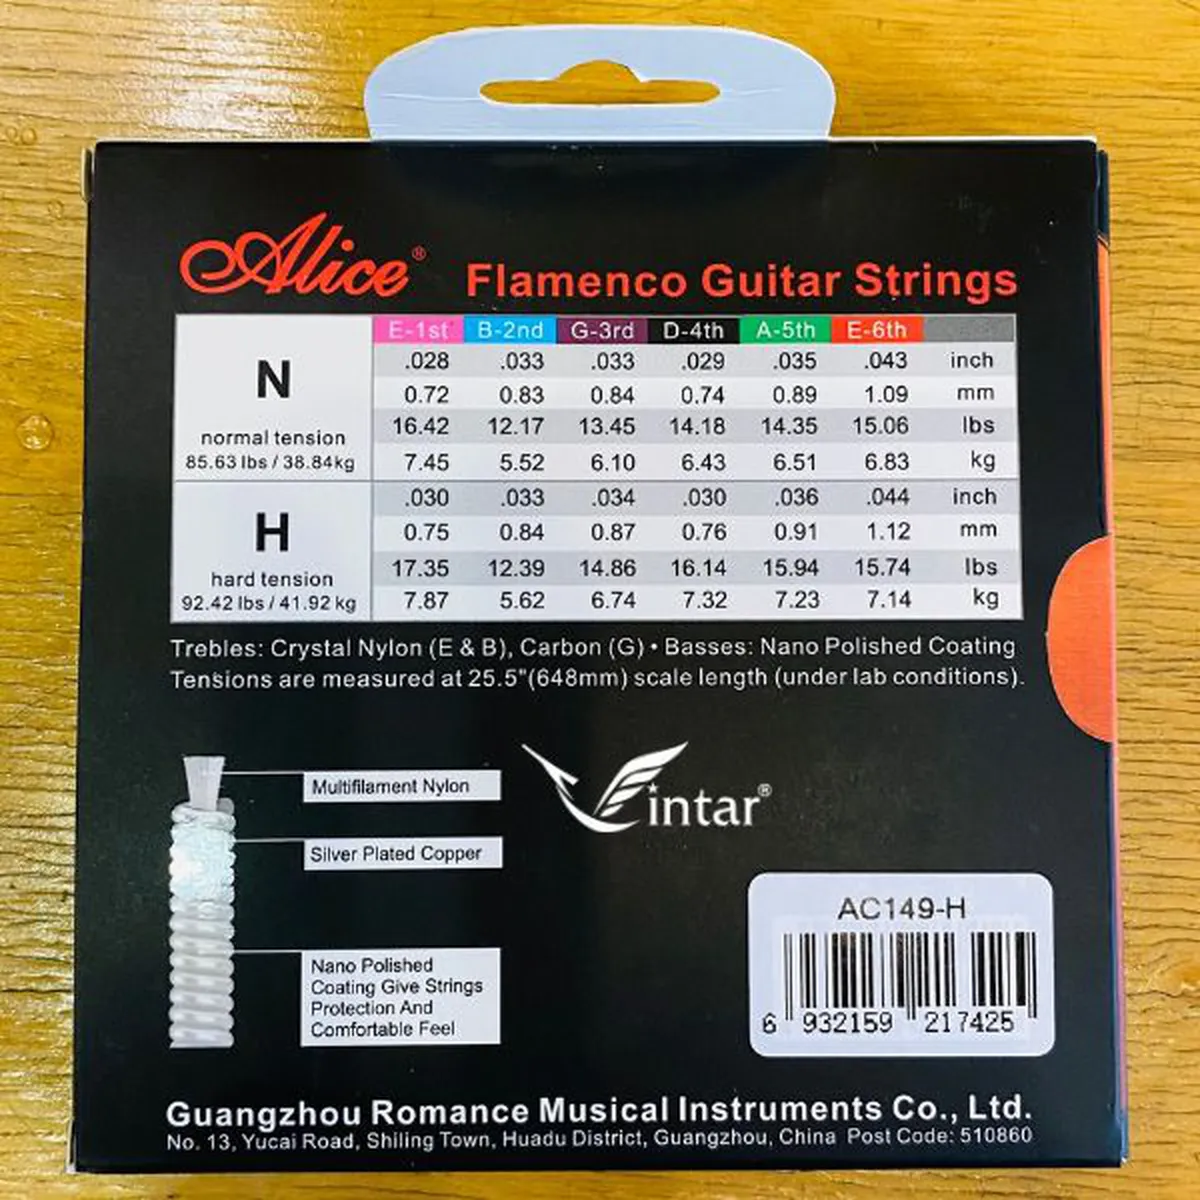 Alice®
Flamenco Guitar Strings
E-1st B-2nd G-3rd D-4th A-5th E-6th
N
normal tension
85.63 lbs / 38.84kg
.028 .033 .033 .029 .035 .043 inch
0.72 0.83 0.84 0.74 0.89 1.09 mm
16.42 12.17 13.45 14.18 14.35 15.06 lbs
7.45 5.52 6.10 6.43 6.51 6.83 kg
H
hard tension
92.42 lbs / 41.92 kg
.030 .033 .034 .030 .036 .044 inch
0.75 0.84 0.87 0.76 0.91 1.12 mm
17.35 12.39 14.86 16.14 15.94 15.74 lbs
7.87 5.62 6.74 7.32 7.23 7.14 kg
Trebles: Crystal Nylon (E & B), Carbon (G) • Basses: Nano Polished Coating
Tensions are measured at 25.5"(648mm) scale length (under lab conditions).
Multifilament Nylon
Silver Plated Copper
Nano Polished
Coating Give Strings
Protection And
Comfortable Feel
Vintar®
AC149-H
6 932159 217425
Guangzhou Romance Musical Instruments Co., Ltd.
No. 13, Yucai Road, Shiling Town, Huadu District, Guangzhou, China Post Code: 510860